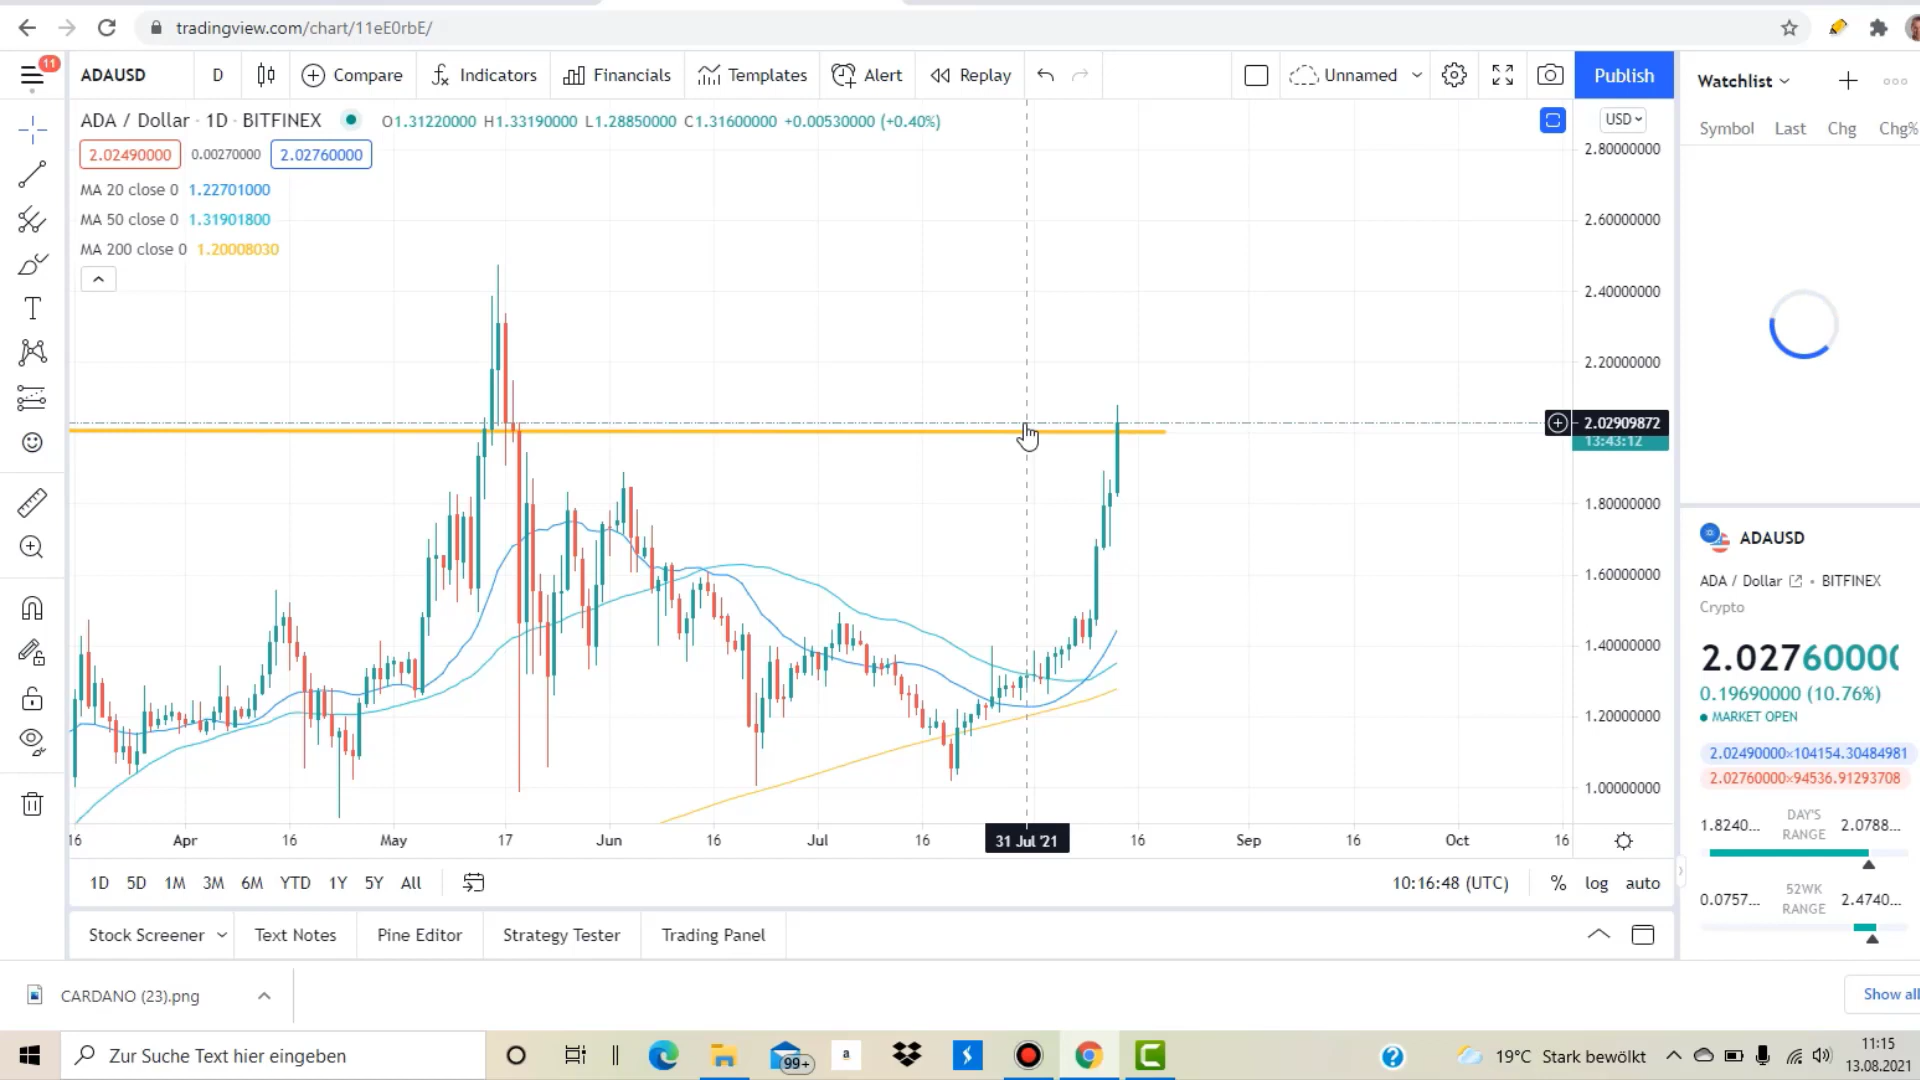 tradingview.com/chart/11eE0rbE/
11
ADAUSD D Compare Indicators Financials Templates Alert Replay Unnamed Publish
Watchlist
ADA / Dollar · 1D · BITFINEX O1.31220000 H1.33190000 L1.28850000 C1.31600000 +0.00530000 (+0.40%)
USD
Symbol Last Chg Chg%
2.02490000 0.00270000 2.02760000
MA 20 close 0 1.22701000
MA 50 close 0 1.31901800
MA 200 close 0 1.20008030
2.80000000
2.60000000
2.40000000
2.20000000
2.02909872
13:43:12
1.80000000
1.60000000
1.40000000
1.20000000
1.00000000
16 Apr 16 May 17 Jun 16 Jul 16 31 Jul '21 16 Sep 16 Oct 16
ADAUSD
ADA / Dollar • BITFINEX
Crypto
2.0276000
0.19690000 (10.76%)
MARKET OPEN
2.02490000×104154.30484981
2.02760000×94536.91293708
1.8240... DAY'S RANGE 2.0788...
0.0757... 52WK RANGE 2.4740...
1D 5D 1M 3M 6M YTD 1Y 5Y All 10:16:48 (UTC) % log auto
Stock Screener Text Notes Pine Editor Strategy Tester Trading Panel
CARDANO (23).png
Show all
Zur Suche Text hier eingeben
99+
a
19°C Stark bewölkt
11:15
13.08.2021